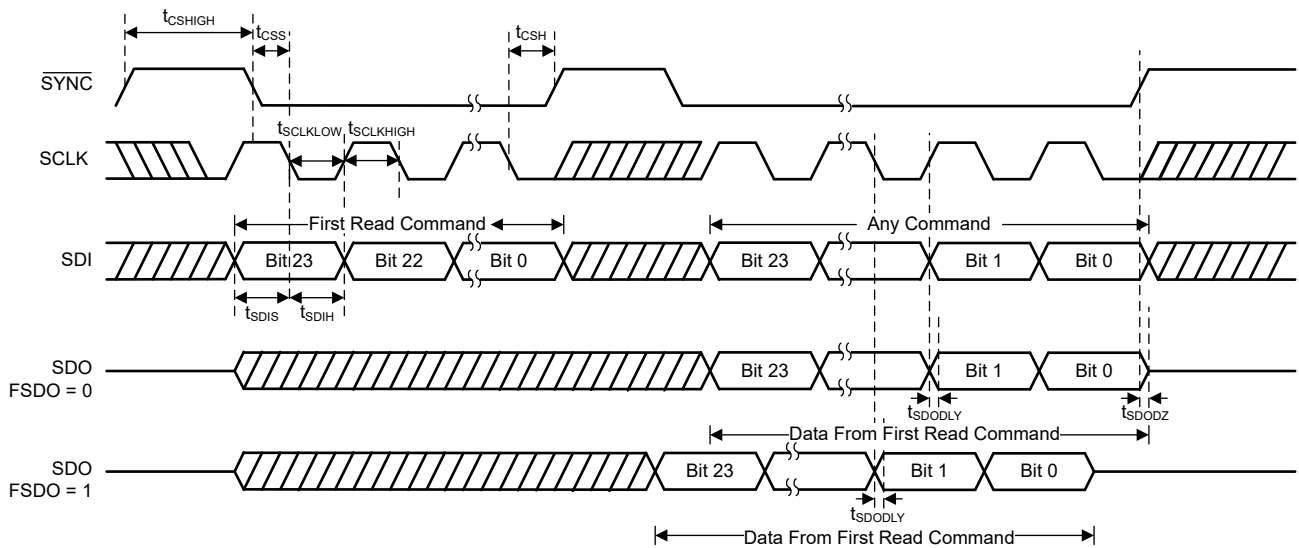 tCSHIGH
tCSS
tCSH
SYNC
tSCLKLOW
tSCLKHIGH
SCLK
First Read Command
Any Command
SDI
Bit 23
Bit 22
Bit 0
Bit 23
Bit 1
Bit 0
tSDIS
tSDIH
SDO
FSDO = 0
Bit 23
Bit 1
Bit 0
tSDODLY
tSDODZ
Data From First Read Command
SDO
FSDO = 1
Bit 23
Bit 1
Bit 0
tSDODLY
Data From First Read Command